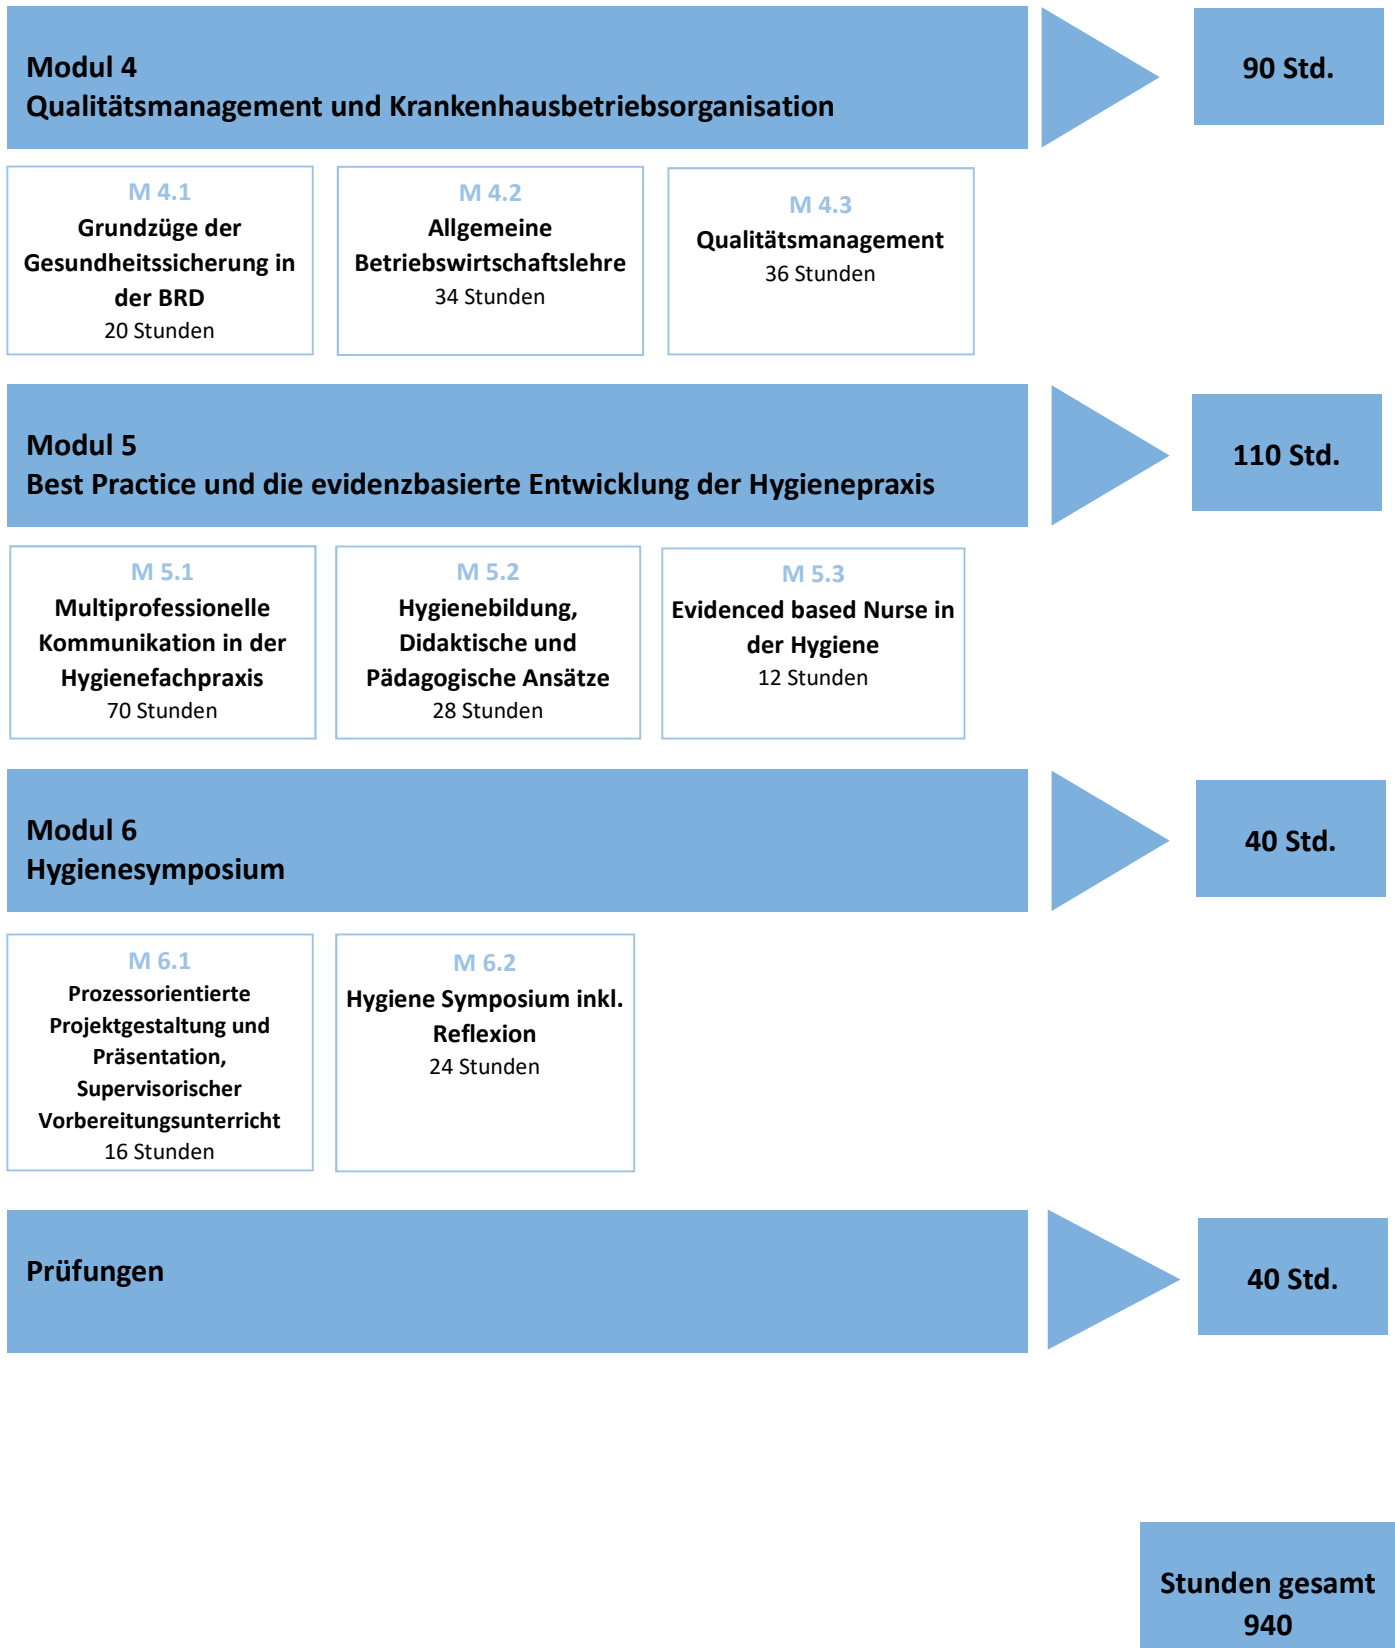 Modul 4
Qualitätsmanagement und Krankenhausbetriebsorganisation
90 Std.
M 4.1
Grundzüge der
Gesundheitssicherung in
der BRD
20 Stunden
M 4.2
Allgemeine
Betriebswirtschaftslehre
34 Stunden
M 4.3
Qualitätsmanagement
36 Stunden
Modul 5
Best Practice und die evidenzbasierte Entwicklung der Hygienepraxis
110 Std.
M 5.1
Multiprofessionelle
Kommunikation in der
Hygienefachpraxis
70 Stunden
M 5.2
Hygienebildung,
Didaktische und
Pädagogische Ansätze
28 Stunden
M 5.3
Evidenced based Nurse in
der Hygiene
12 Stunden
Modul 6
Hygienesymposium
40 Std.
M 6.1
Prozessorientierte
Projektgestaltung und
Präsentation,
Supervisorischer
Vorbereitungsunterricht
16 Stunden
M 6.2
Hygiene Symposium inkl.
Reflexion
24 Stunden
Prüfungen
40 Std.
Stunden gesamt
940